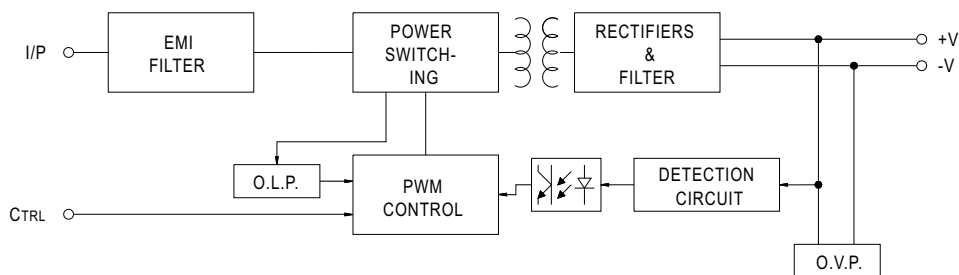 I/P
EMI
FILTER
POWER
SWITCH-
ING
RECTIFIERS
&
FILTER
+V
-V
O.L.P.
PWM
CONTROL
DETECTION
CIRCUIT
CTRL
O.V.P.